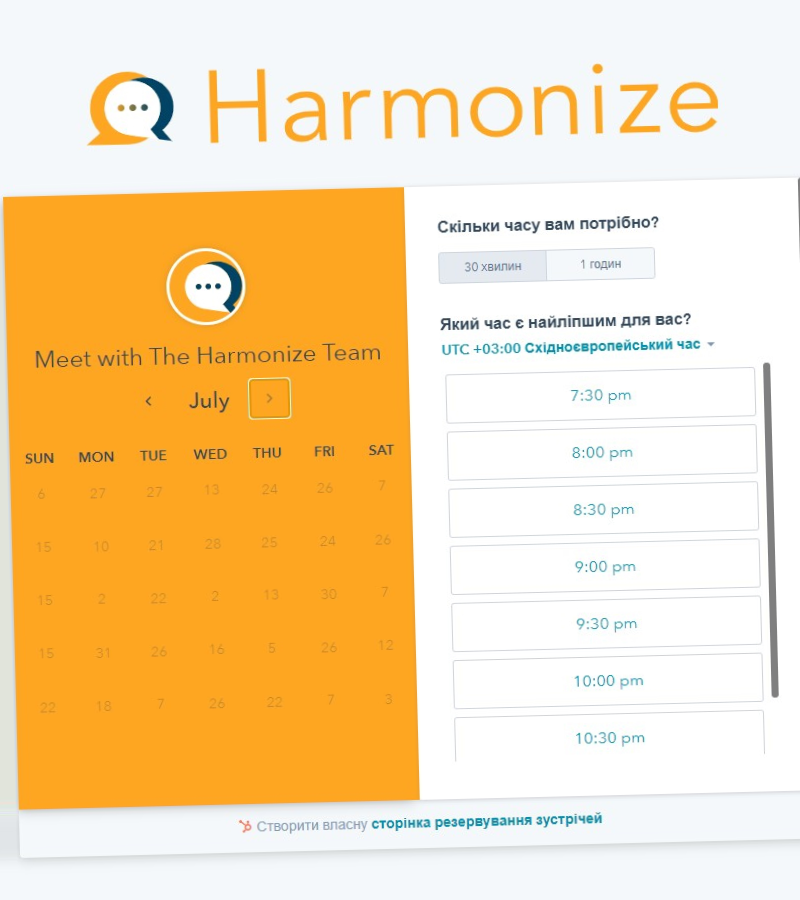 Harmonize
Meet with The Harmonize Team
July
SUN MON TUE WED THU FRI SAT
6 27 27 13 24 26 7
15 10 21 28 25 24 26
15 2 22 2 13 30 7
15 31 26 16 5 26 12
22 18 7 26 22 7 3
Скільки часу вам потрібно?
30 хвилин 1 годин
Який час є найліпшим для вас?
UTC +03:00 Східноєвропейський час
7:30 pm
8:00 pm
8:30 pm
9:00 pm
9:30 pm
10:00 pm
10:30 pm
Створити власну сторінка резервування зустрічей